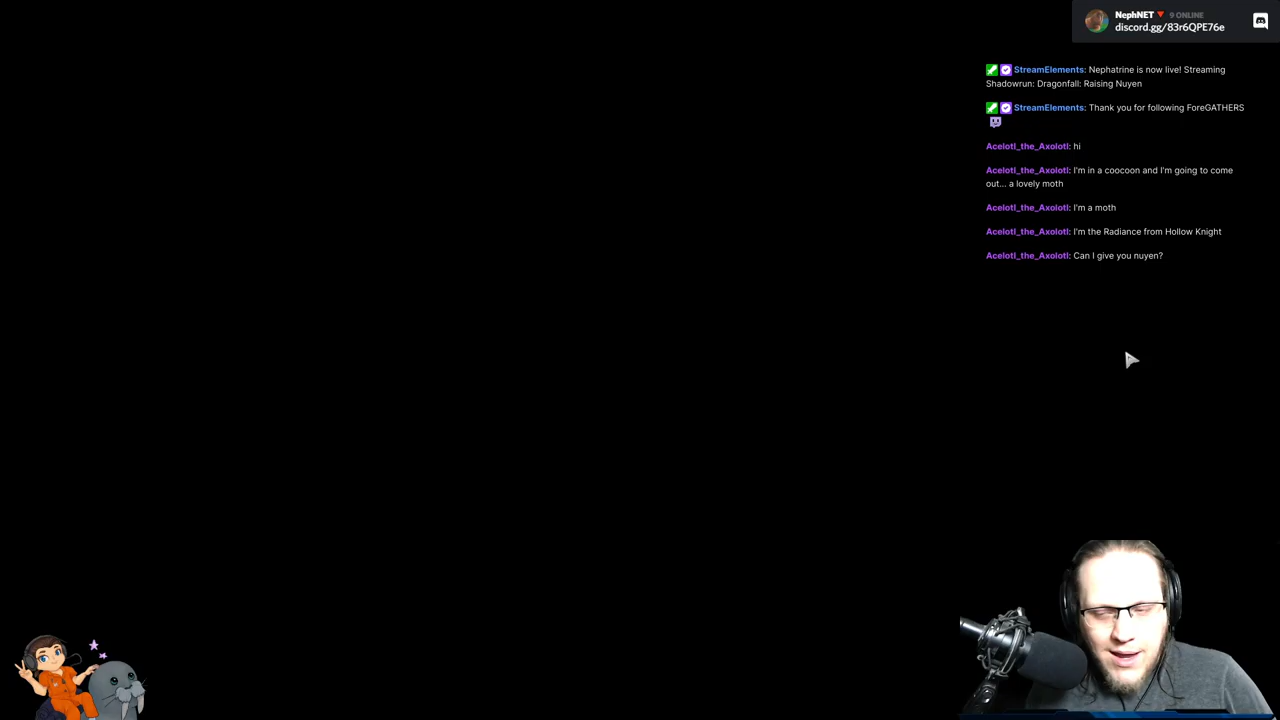 NephNET 9 ONLINE
discord.gg/83r6QPE76e
StreamElements: Nephatrine is now live! Streaming
Shadowrun: Dragonfall: Raising Nuyen
StreamElements: Thank you for following ForeGATHERS
Acelotl_the_Axolotl: hi
Acelotl_the_Axolotl: I'm in a coocoon and I'm going to come
out... a lovely moth
Acelotl_the_Axolotl: I'm a moth
Acelotl_the_Axolotl: I'm the Radiance from Hollow Knight
Acelotl_the_Axolotl: Can I give you nuyen?